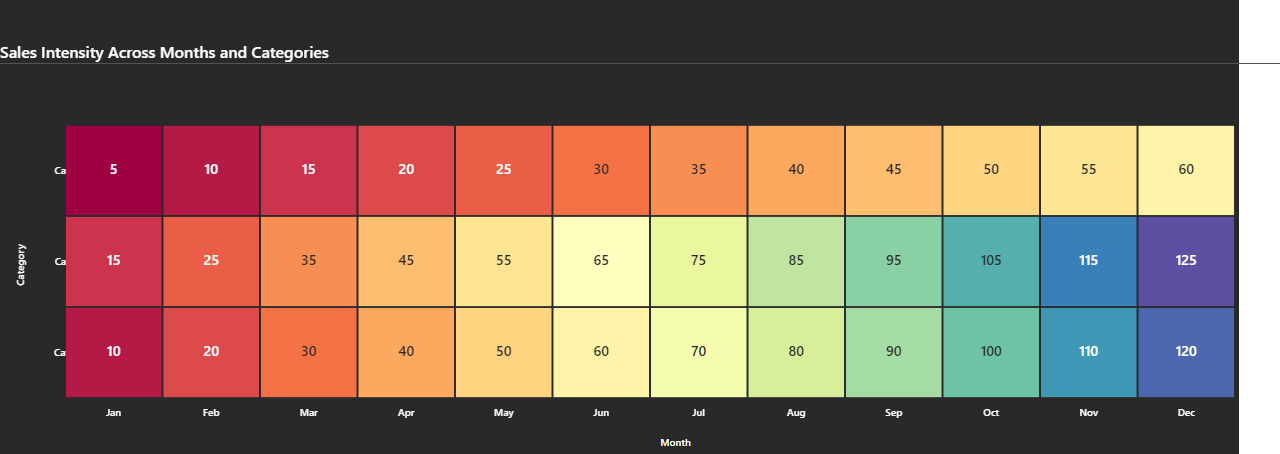 Sales Intensity Across Months and Categories
Ca 5 10 15 20 25 30 35 40 45 50 55 60
Category
Ca 15 25 35 45 55 65 75 85 95 105 115 125
Ca 10 20 30 40 50 60 70 80 90 100 110 120
Jan Feb Mar Apr May Jun Jul Aug Sep Oct Nov Dec
Month